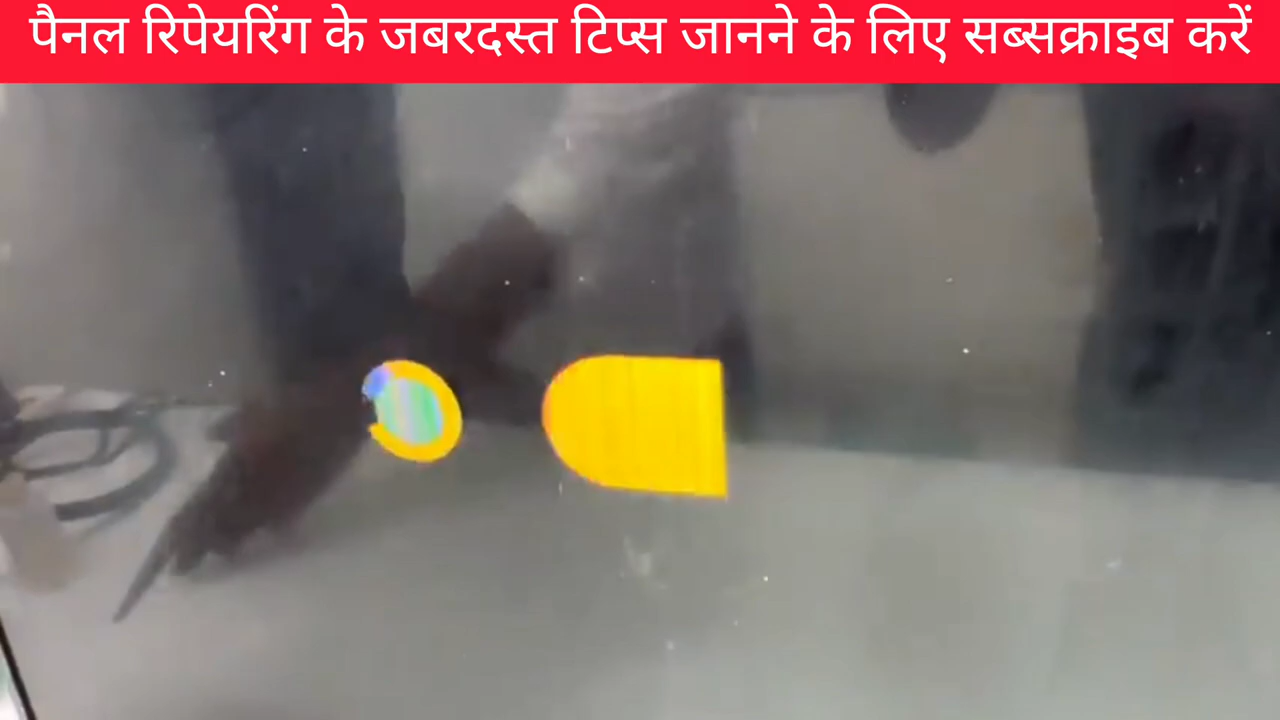 पैनल रिपेयरिंग के जबरदस्त टिप्स जानने के लिए सब्सक्राइब करें